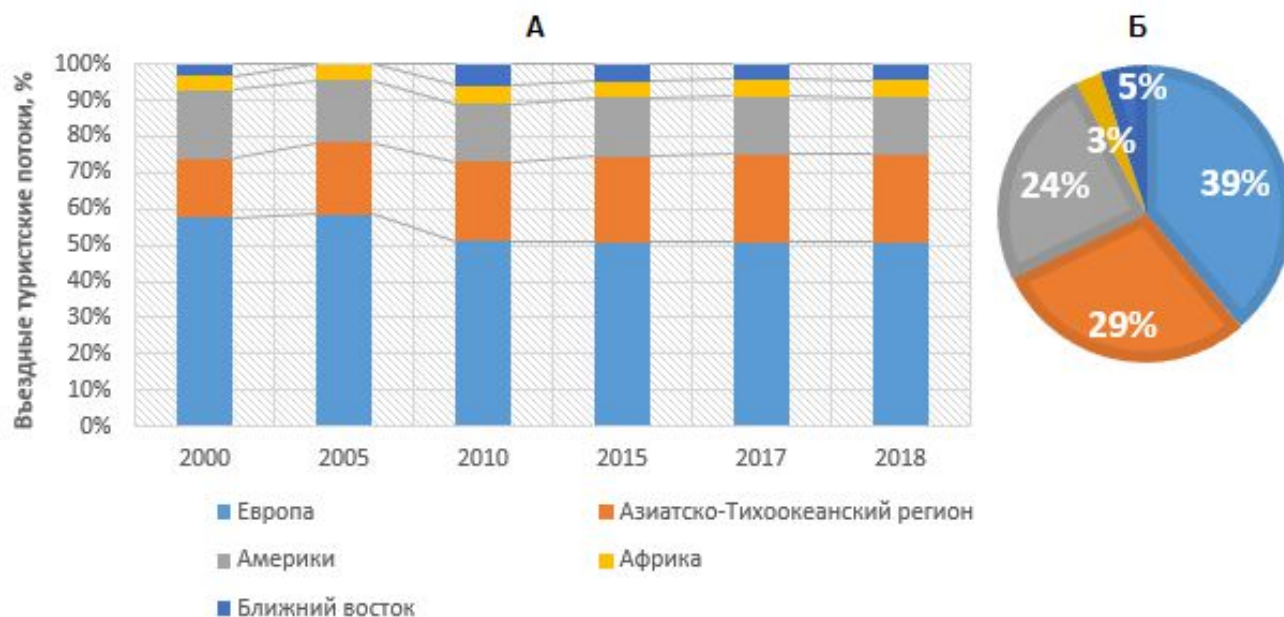 А
Б
Въездные туристские потоки, %
100%
90%
80%
70%
60%
50%
40%
30%
20%
10%
0%
2000 2005 2010 2015 2017 2018
5%
3%
39%
24%
29%
Европа Азиатско-Тихоокеанский регион
Америки Африка
Ближний восток